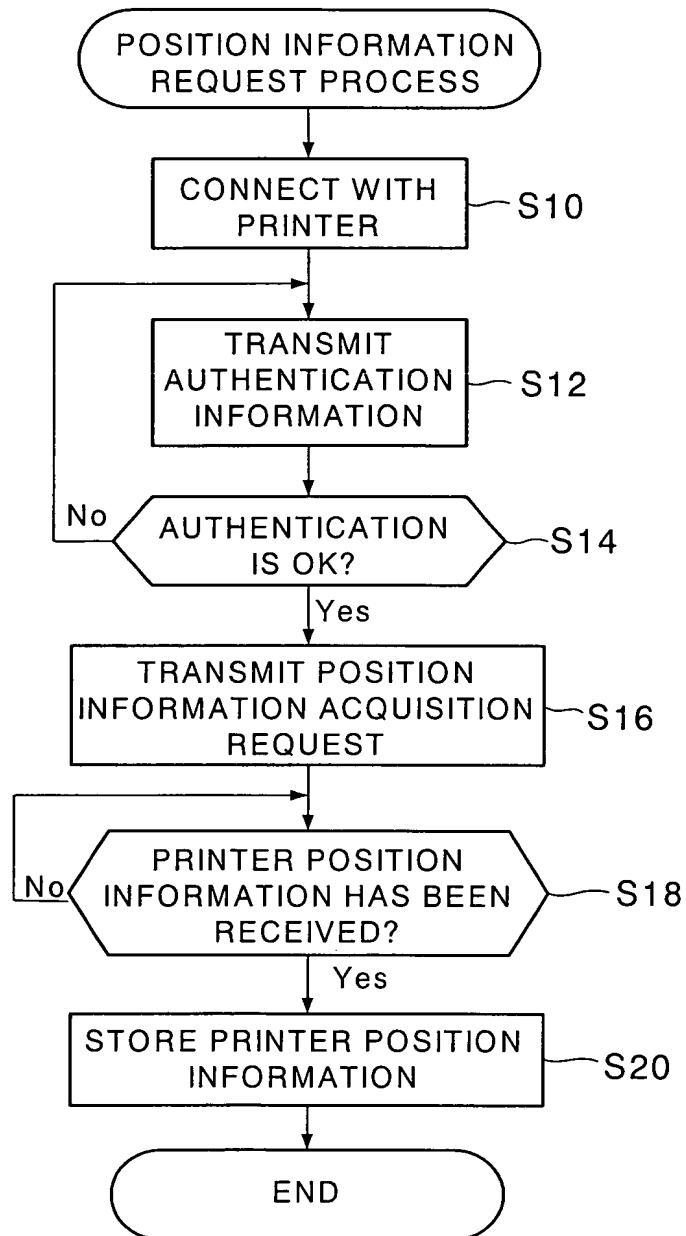 POSITION INFORMATION
REQUEST PROCESS
CONNECT WITH
PRINTER
S10
TRANSMIT
AUTHENTICATION
INFORMATION
S12
No
AUTHENTICATION
IS OK?
S14
Yes
TRANSMIT POSITION
INFORMATION ACQUISITION
REQUEST
S16
No
PRINTER POSITION
INFORMATION HAS BEEN
RECEIVED?
S18
Yes
STORE PRINTER POSITION
INFORMATION
S20
END